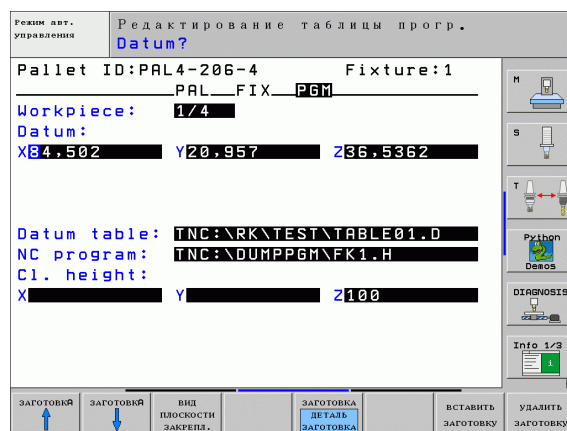 Режим авт.
управления
Редактирование таблицы прогр.
Datum?
Pallet ID:PAL4-206-4 Fixture:1
PAL FIX PGM
Workpiece: 1/4
Datum:
X84,502 Y20,957 Z36,5362
Datum table: TNC:\RK\TEST\TABLE01.D
NC program: TNC:\DUMPPGM\FK1.H
Cl. height:
X Y Z100
M
S
T
Python
Demos
DIAGNOSIS
Info 1/3
i
ЗАГОТОВКА
ЗАГОТОВКА
ВИД
ПЛОСКОСТИ
ЗАКРЕПЛ.
ЗАГОТОВКА
ДЕТАЛЬ
ЗАГОТОВКА
ВСТАВИТЬ
ЗАГОТОВКУ
УДАЛИТЬ
ЗАГОТОВКУ